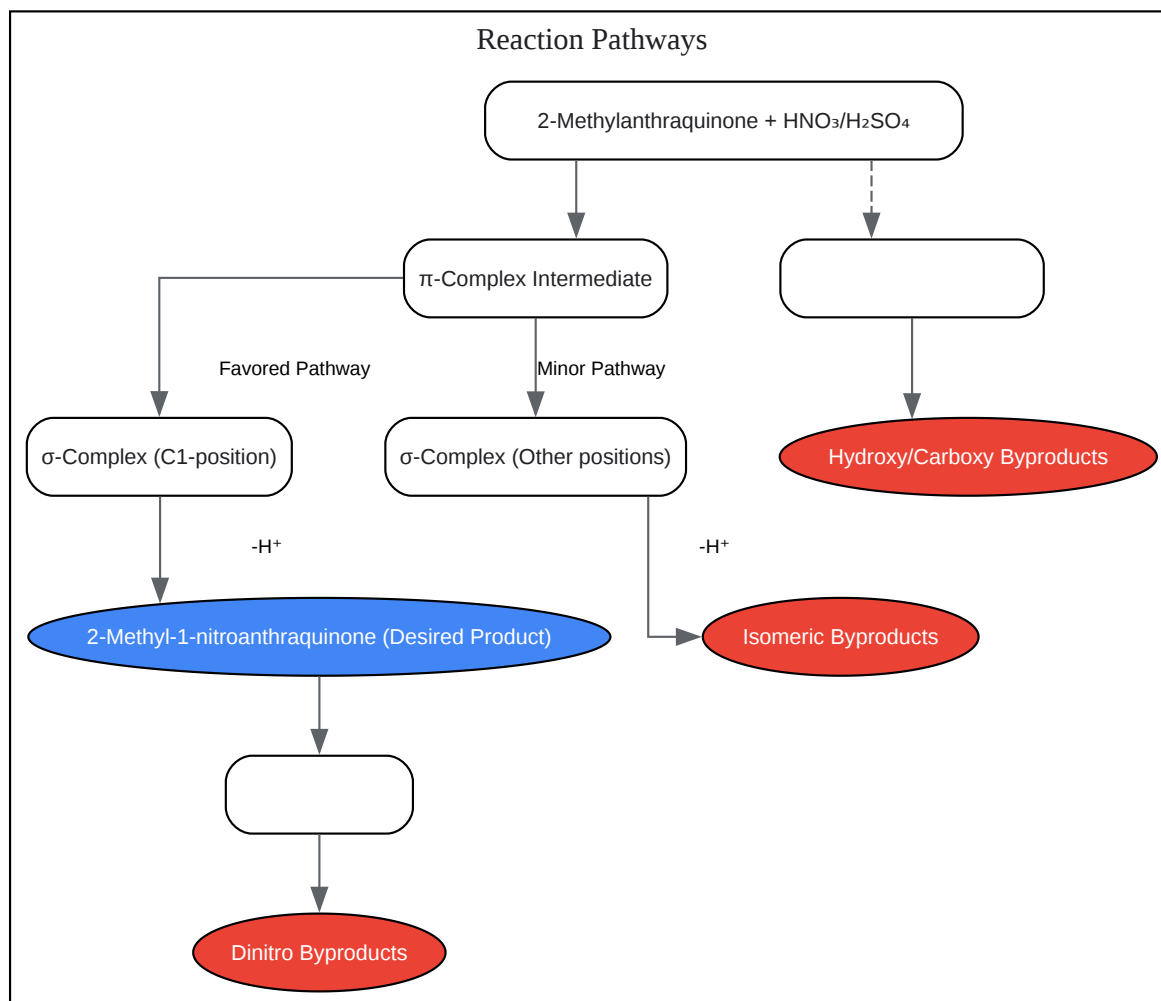 Reaction Pathways
2-Methylanthraquinone + HNO₃/H₂SO₄
π-Complex Intermediate
Favored Pathway
Minor Pathway
σ-Complex (C1-position)
σ-Complex (Other positions)
Hydroxy/Carboxy Byproducts
-H⁺
-H⁺
2-Methyl-1-nitroanthraquinone (Desired Product)
Isomeric Byproducts
Dinitro Byproducts